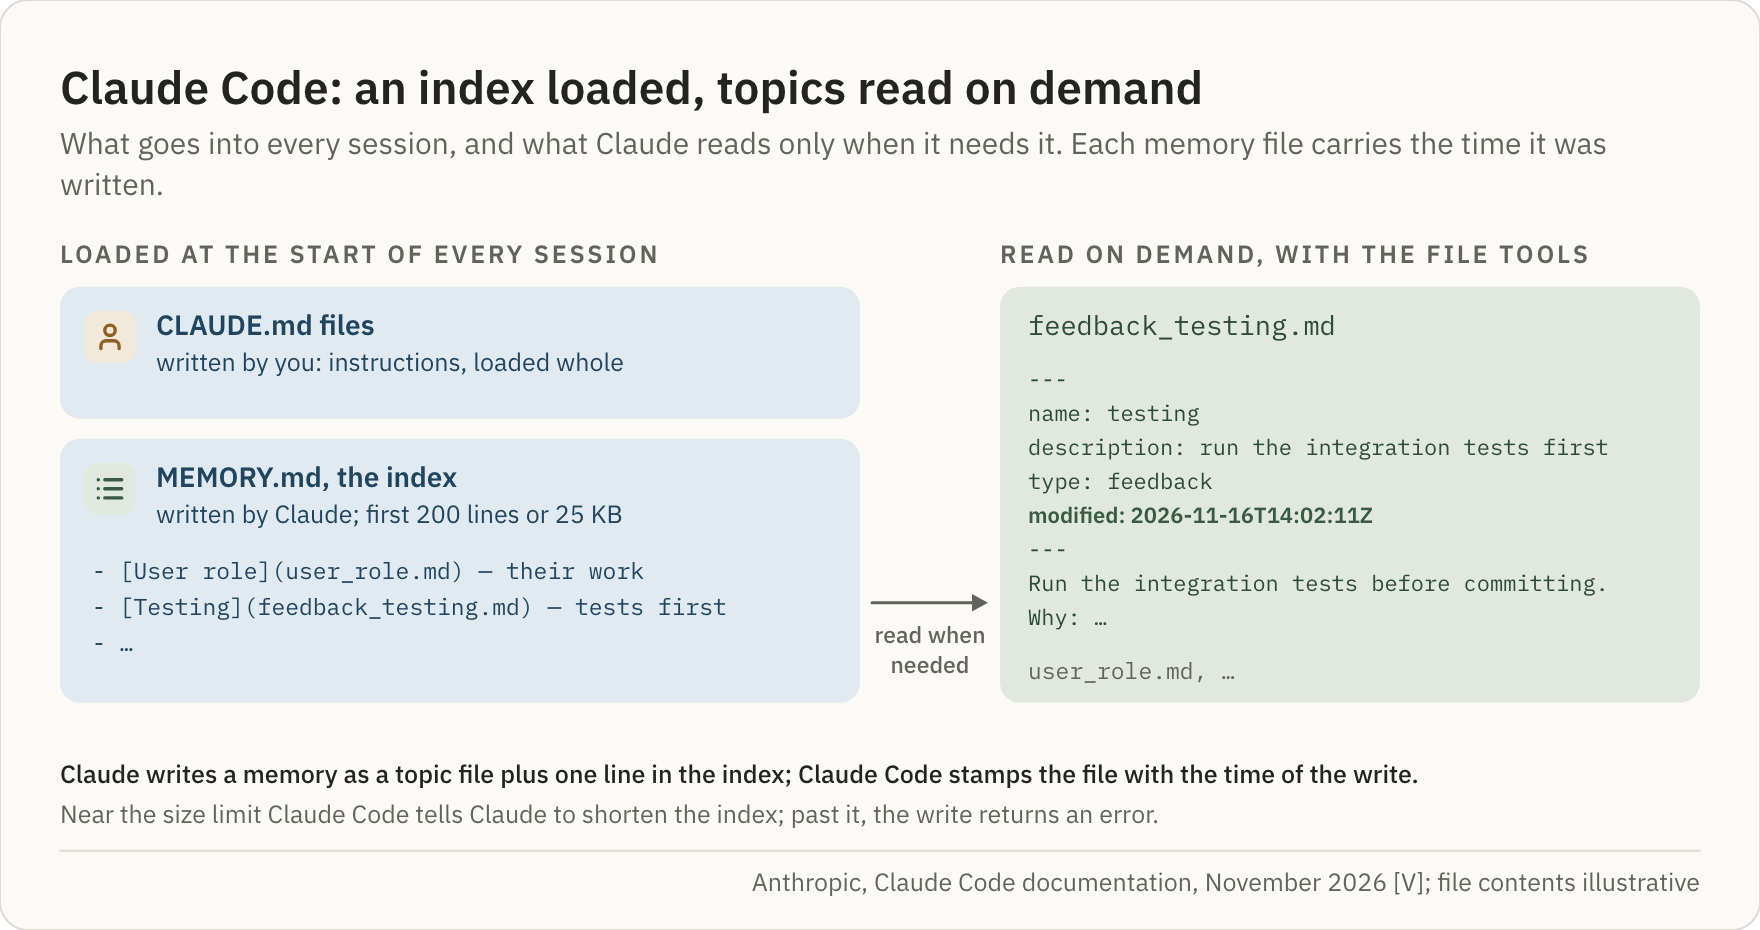 Claude Code: an index loaded, topics read on demand
What goes into every session, and what Claude reads only when it needs it. Each memory file carries the time it was
written.
LOADED AT THE START OF EVERY SESSION
CLAUDE.md files
written by you: instructions, loaded whole
MEMORY.md, the index
written by Claude; first 200 lines or 25 KB
- [User role](user_role.md) — their work
- [Testing](feedback_testing.md) — tests first
- …
read when
needed
READ ON DEMAND, WITH THE FILE TOOLS
feedback_testing.md
---
name: testing
description: run the integration tests first
type: feedback
modified: 2026-11-16T14:02:11Z
---
Run the integration tests before committing.
Why: …
user_role.md, …
Claude writes a memory as a topic file plus one line in the index; Claude Code stamps the file with the time of the write.
Near the size limit Claude Code tells Claude to shorten the index; past it, the write returns an error.
Anthropic, Claude Code documentation, November 2026 [V]; file contents illustrative